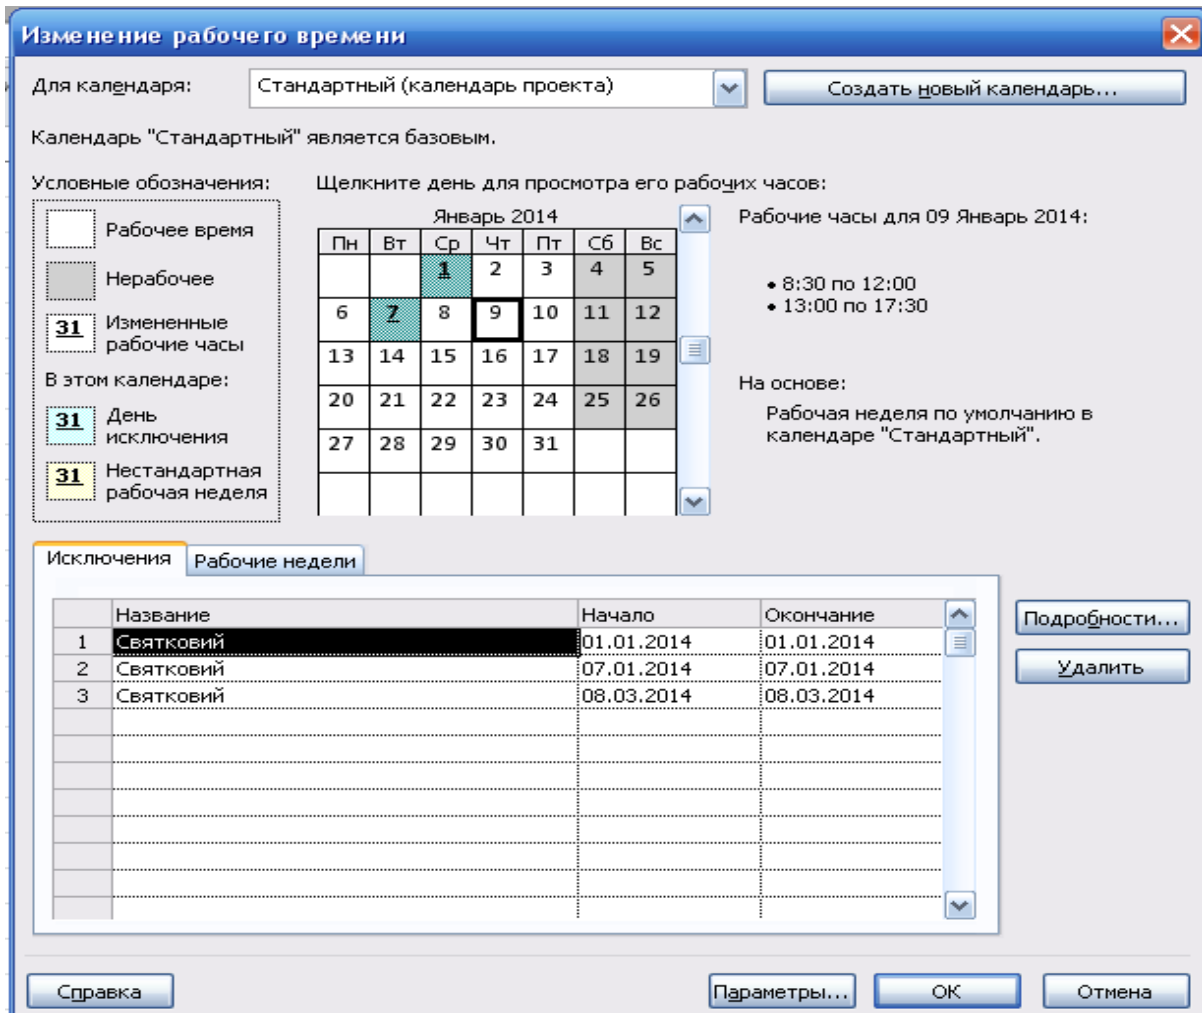 Изменение рабочего времени
Для календаря: Стандартный (календарь проекта) Создать новый календарь...
Календарь "Стандартный" является базовым.
Условные обозначения:
Рабочее время
Нерабочее
31 Измененные
рабочие часы
В этом календаре:
31 День
исключения
31 Нестандартная
рабочая неделя
Щелкните день для просмотра его рабочих часов:
Январь 2014
Пн Вт Ср Чт Пт Сб Вс
1 2 3 4 5
6 7 8 9 10 11 12
13 14 15 16 17 18 19
20 21 22 23 24 25 26
27 28 29 30 31
Рабочие часы для 09 Январь 2014:
• 8:30 по 12:00
• 13:00 по 17:30
На основе:
Рабочая неделя по умолчанию в
календаре "Стандартный".
Исключения Рабочие недели
Название Начало Окончание
1 Святковий 01.01.2014 01.01.2014
2 Святковий 07.01.2014 07.01.2014
3 Святковий 08.03.2014 08.03.2014
Подробности...
Удалить
Справка Параметры... ОК Отмена